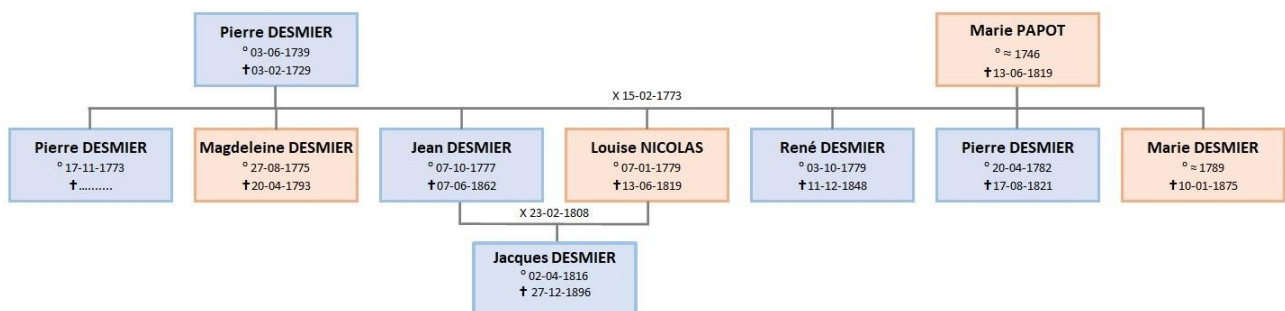 Pierre DESMIER
° 03-06-1739
✝03-02-1729
Marie PAPOT
° ≈ 1746
✝13-06-1819
X 15-02-1773
Pierre DESMIER
° 17-11-1773
✝…........
Magdeleine DESMIER
° 27-08-1775
✝20-04-1793
Jean DESMIER
° 07-10-1777
✝07-06-1862
Louise NICOLAS
° 07-01-1779
✝13-06-1819
René DESMIER
° 03-10-1779
✝11-12-1848
Pierre DESMIER
° 20-04-1782
✝17-08-1821
Marie DESMIER
° ≈ 1789
✝10-01-1875
X 23-02-1808
Jacques DESMIER
° 02-04-1816
✝ 27-12-1896